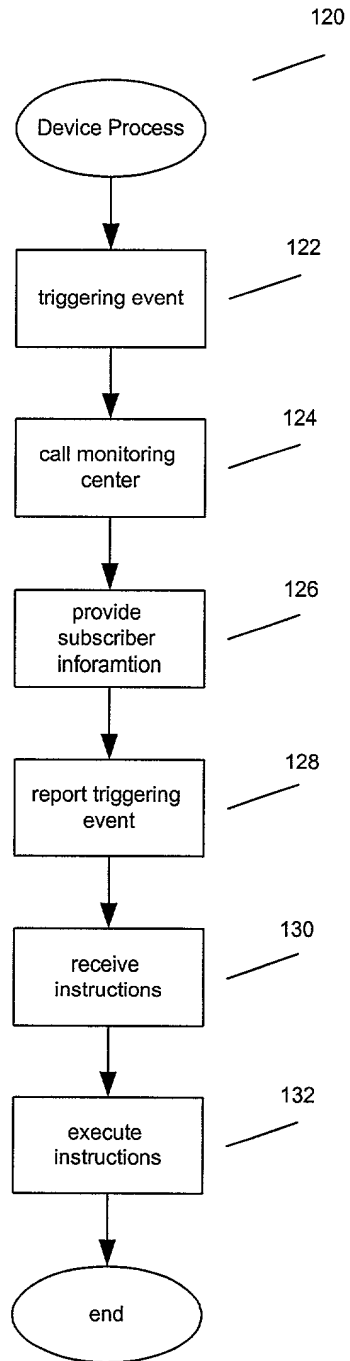 120
Device Process
122
triggering event
124
call monitoring
center
126
provide
subscriber
inforamtion
128
report triggering
event
130
receive
instructions
132
execute
instructions
end